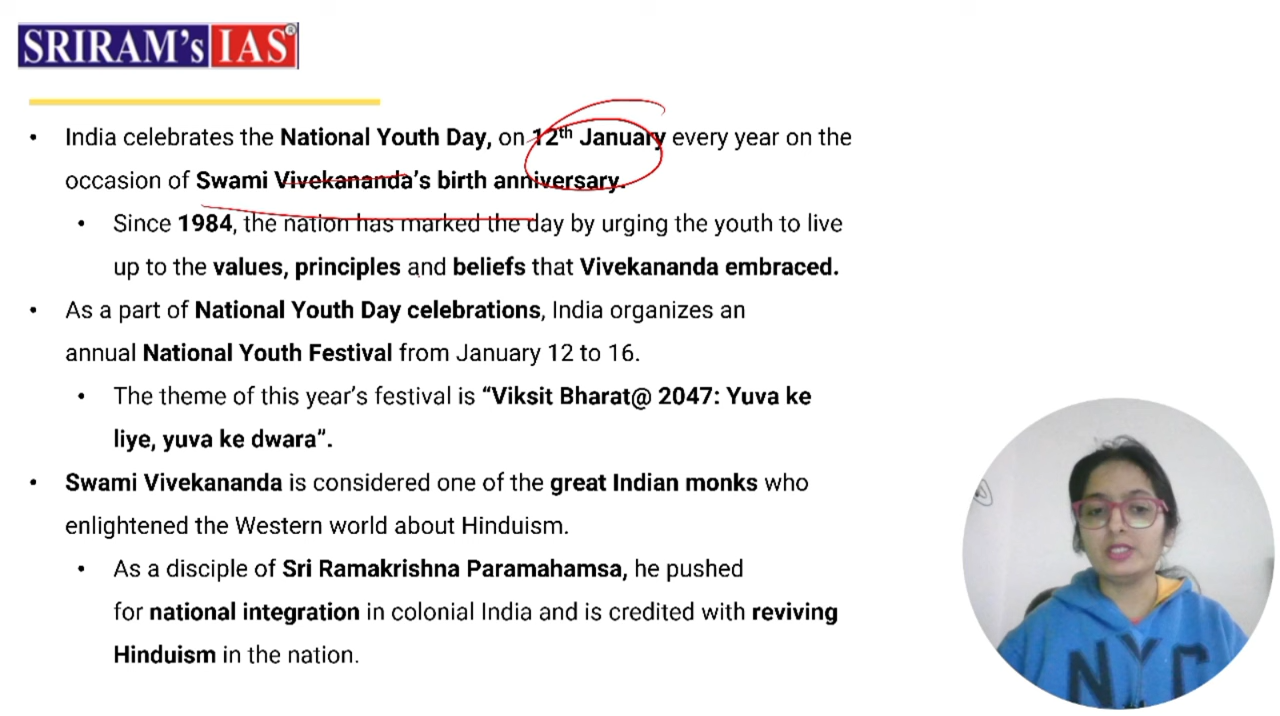 SRIRAM's IAS®
• India celebrates the National Youth Day, on 12th January every year on the
occasion of Swami Vivekananda's birth anniversary.
• Since 1984, the nation has marked the day by urging the youth to live
up to the values, principles and beliefs that Vivekananda embraced.
• As a part of National Youth Day celebrations, India organizes an
annual National Youth Festival from January 12 to 16.
• The theme of this year's festival is “Viksit Bharat@ 2047: Yuva ke
liye, yuva ke dwara”.
• Swami Vivekananda is considered one of the great Indian monks who
enlightened the Western world about Hinduism.
• As a disciple of Sri Ramakrishna Paramahamsa, he pushed
for national integration in colonial India and is credited with reviving
Hinduism in the nation.
NYC